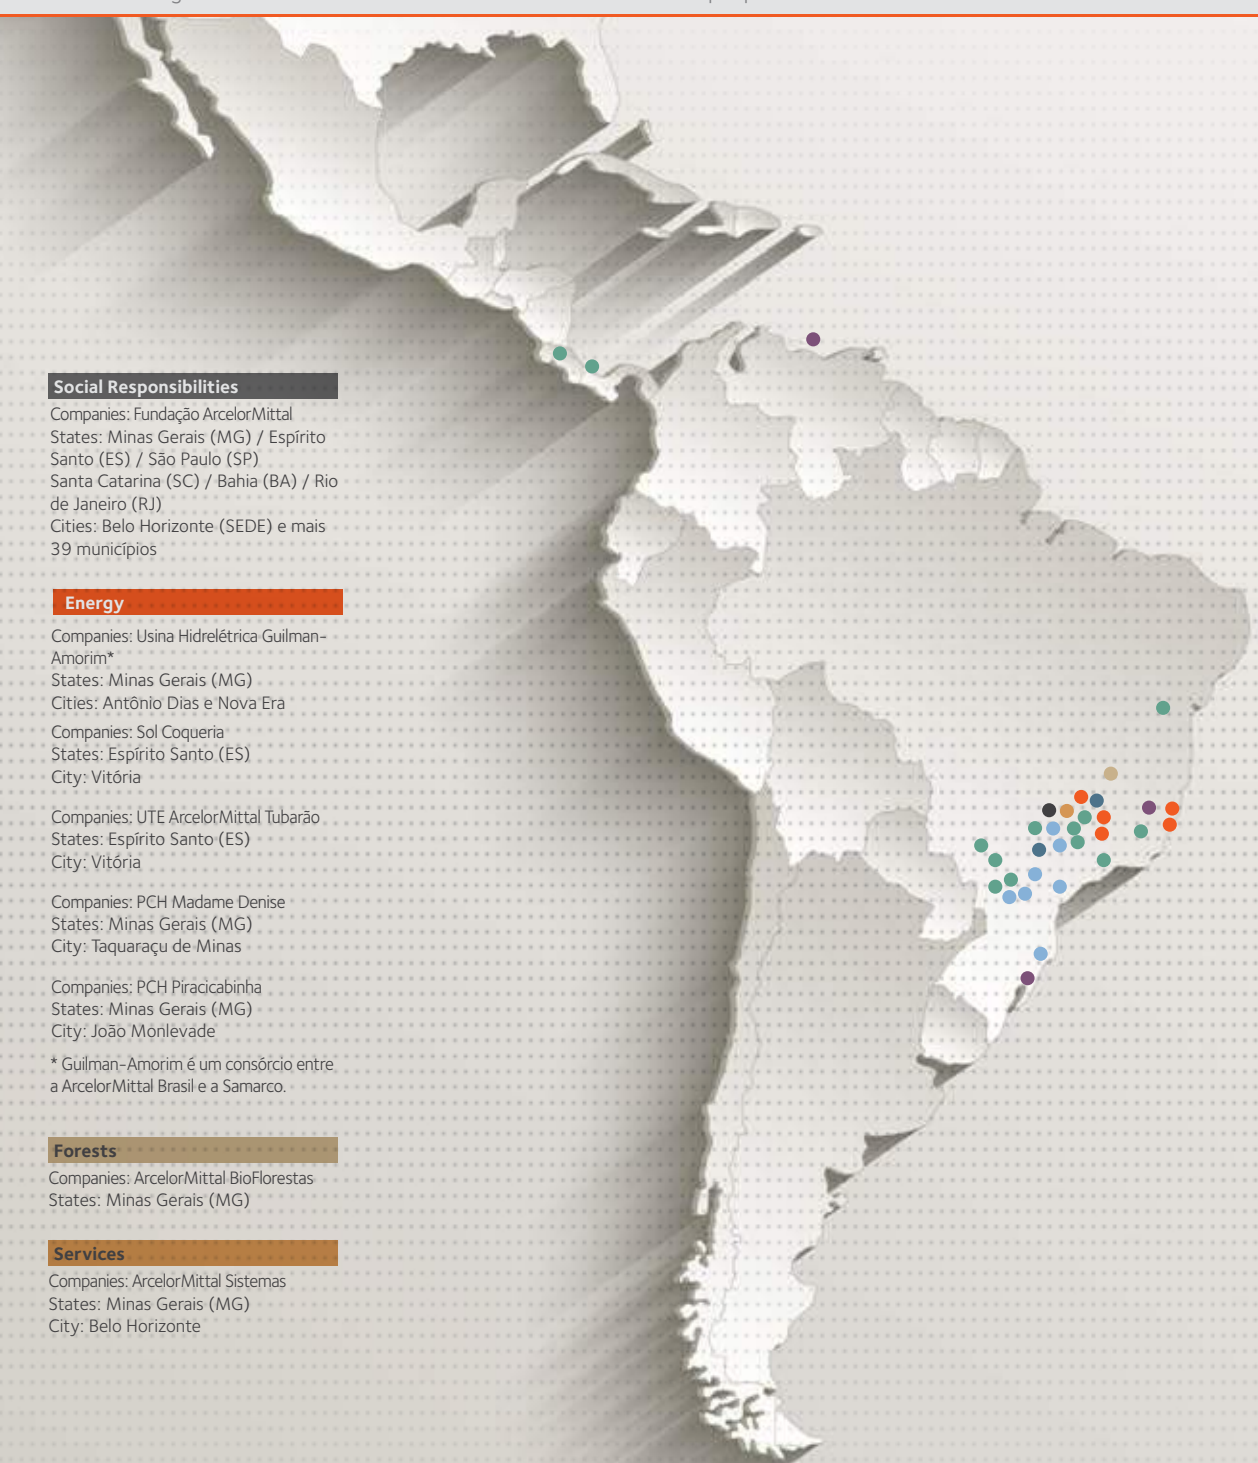 Social Responsibilities
Companies: Fundação ArcelorMittal
States: Minas Gerais (MG) / Espírito
Santo (ES) / São Paulo (SP)
Santa Catarina (SC) / Bahia (BA) / Rio
de Janeiro (RJ)
Cities: Belo Horizonte (SEDE) e mais
39 municípios
Energy
Companies: Usina Hidrelétrica Guilman-
Amorim*
States: Minas Gerais (MG)
Cities: Antônio Dias e Nova Era
Companies: Sol Coqueria
States: Espírito Santo (ES)
City: Vitória
Companies: UTE ArcelorMittal Tubarão
States: Espírito Santo (ES)
City: Vitória
Companies: PCH Madame Denise
States: Minas Gerais (MG)
City: Taquaraçu de Minas
Companies: PCH Piracicabinha
States: Minas Gerais (MG)
City: João Monlevade
* Guilman-Amorim é um consórcio entre
a ArcelorMittal Brasil e a Samarco.
Forests
Companies: ArcelorMittal BioFlorestas
States: Minas Gerais (MG)
Services
Companies: ArcelorMittal Sistemas
States: Minas Gerais (MG)
City: Belo Horizonte